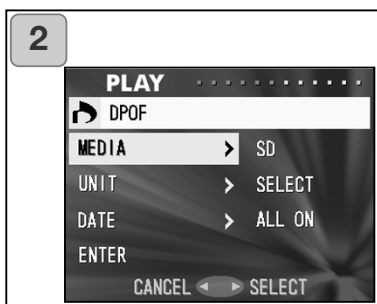 2
PLAY
DPOF
MEDIA > SD
UNIT > SELECT
DATE > ALL ON
ENTER
CANCEL ◄ ► SELECT